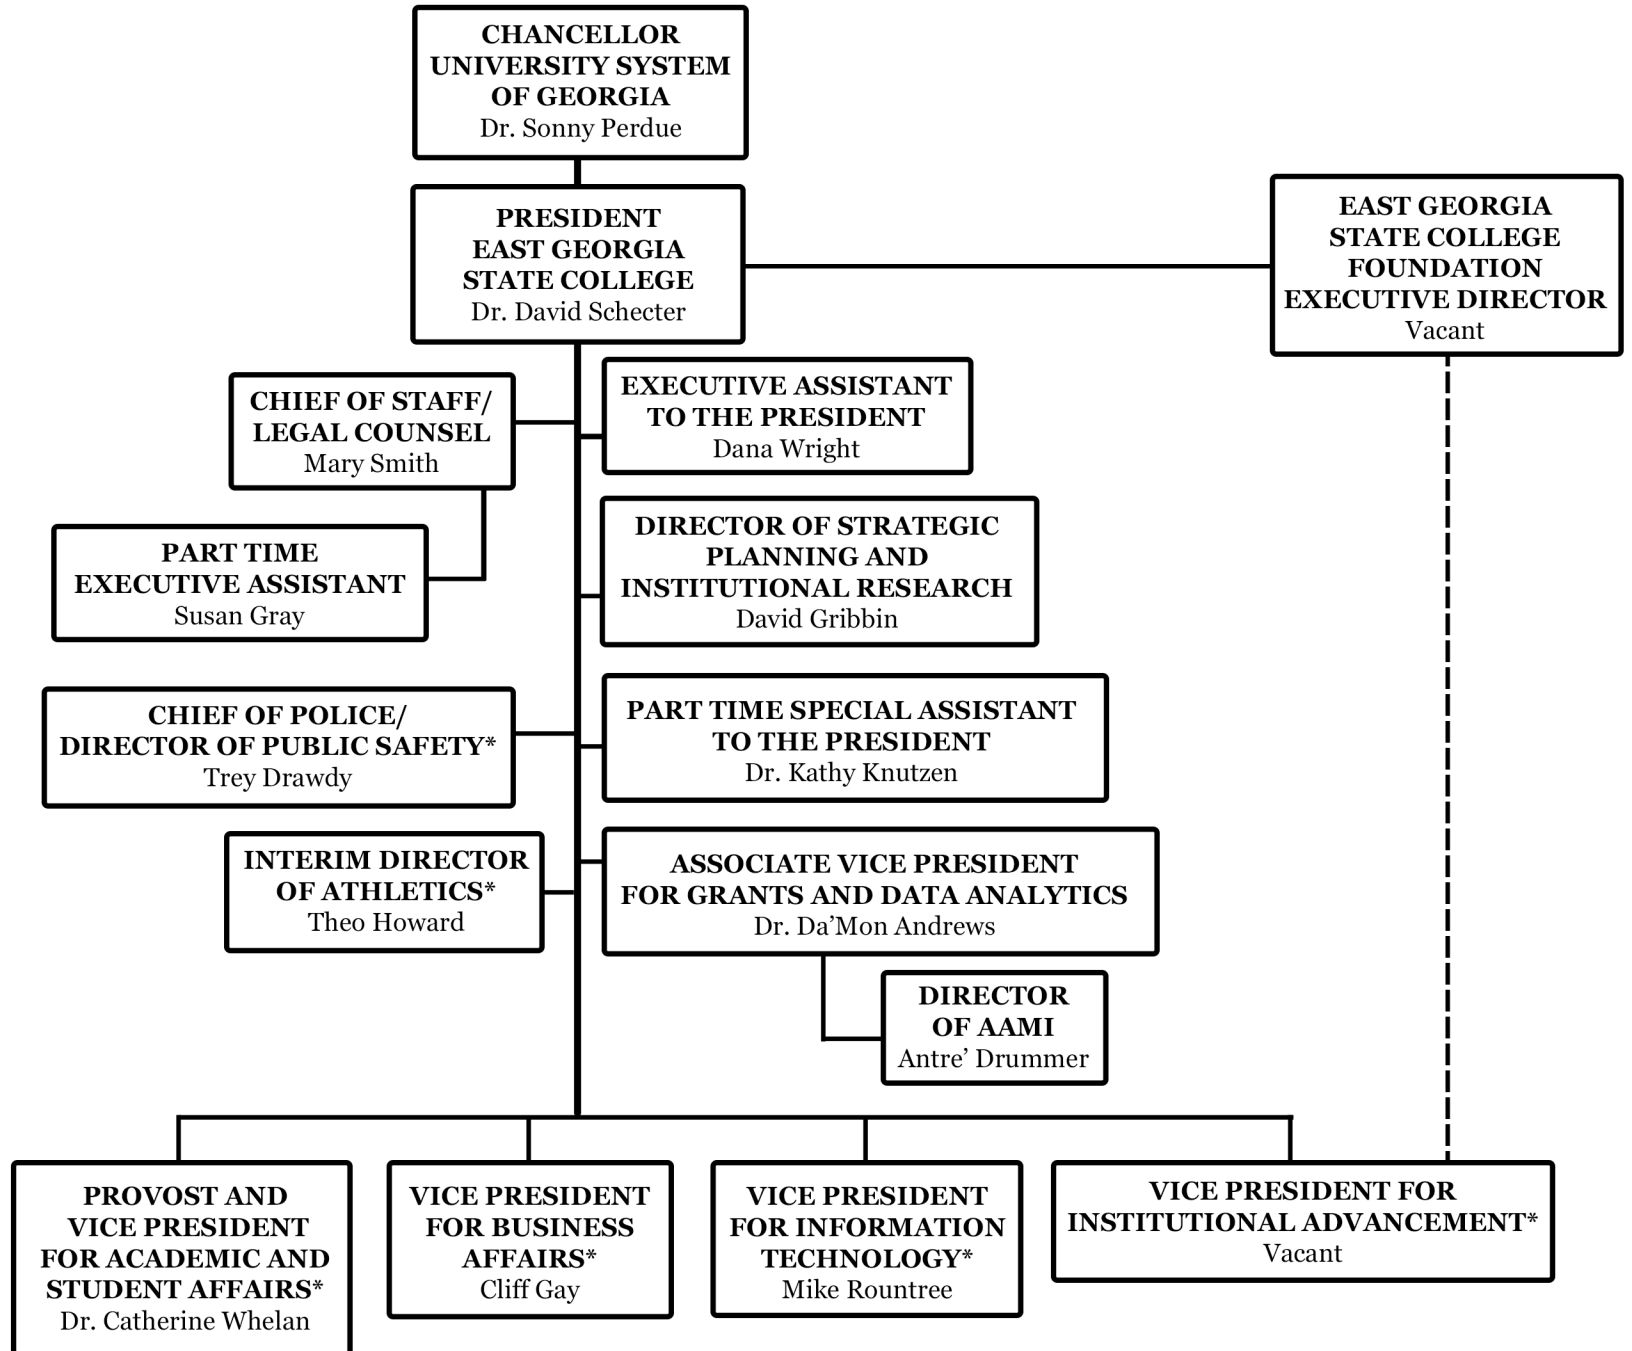 CHANCELLOR
UNIVERSITY SYSTEM
OF GEORGIA
Dr. Sonny Perdue
PRESIDENT
EAST GEORGIA
STATE COLLEGE
Dr. David Schecter
EAST GEORGIA
STATE COLLEGE
FOUNDATION
EXECUTIVE DIRECTOR
Vacant
CHIEF OF STAFF/
LEGAL COUNSEL
Mary Smith
EXECUTIVE ASSISTANT
TO THE PRESIDENT
Dana Wright
PART TIME
EXECUTIVE ASSISTANT
Susan Gray
DIRECTOR OF STRATEGIC
PLANNING AND
INSTITUTIONAL RESEARCH
David Gribbin
CHIEF OF POLICE/
DIRECTOR OF PUBLIC SAFETY*
Trey Drawdy
PART TIME SPECIAL ASSISTANT
TO THE PRESIDENT
Dr. Kathy Knutzen
INTERIM DIRECTOR
OF ATHLETICS*
Theo Howard
ASSOCIATE VICE PRESIDENT
FOR GRANTS AND DATA ANALYTICS
Dr. Da’Mon Andrews
DIRECTOR
OF AAMI
Antre’ Drummer
PROVOST AND
VICE PRESIDENT
FOR ACADEMIC AND
STUDENT AFFAIRS*
Dr. Catherine Whelan
VICE PRESIDENT
FOR BUSINESS
AFFAIRS*
Cliff Gay
VICE PRESIDENT
FOR INFORMATION
TECHNOLOGY*
Mike Rountree
VICE PRESIDENT FOR
INSTITUTIONAL ADVANCEMENT*
Vacant